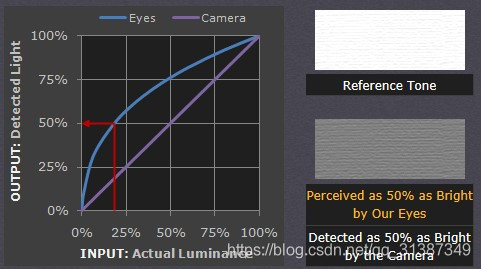 Eyes
Camera
100%
75%
50%
25%
0%
OUTPUT: Detected Light
0%
25%
50%
75%
100%
INPUT: Actual Luminance
Reference Tone
Perceived as 50% as Bright
by Our Eyes
Detected as 50% as Bright
by the Camera
https://blog.csdn.net/qq_31387349